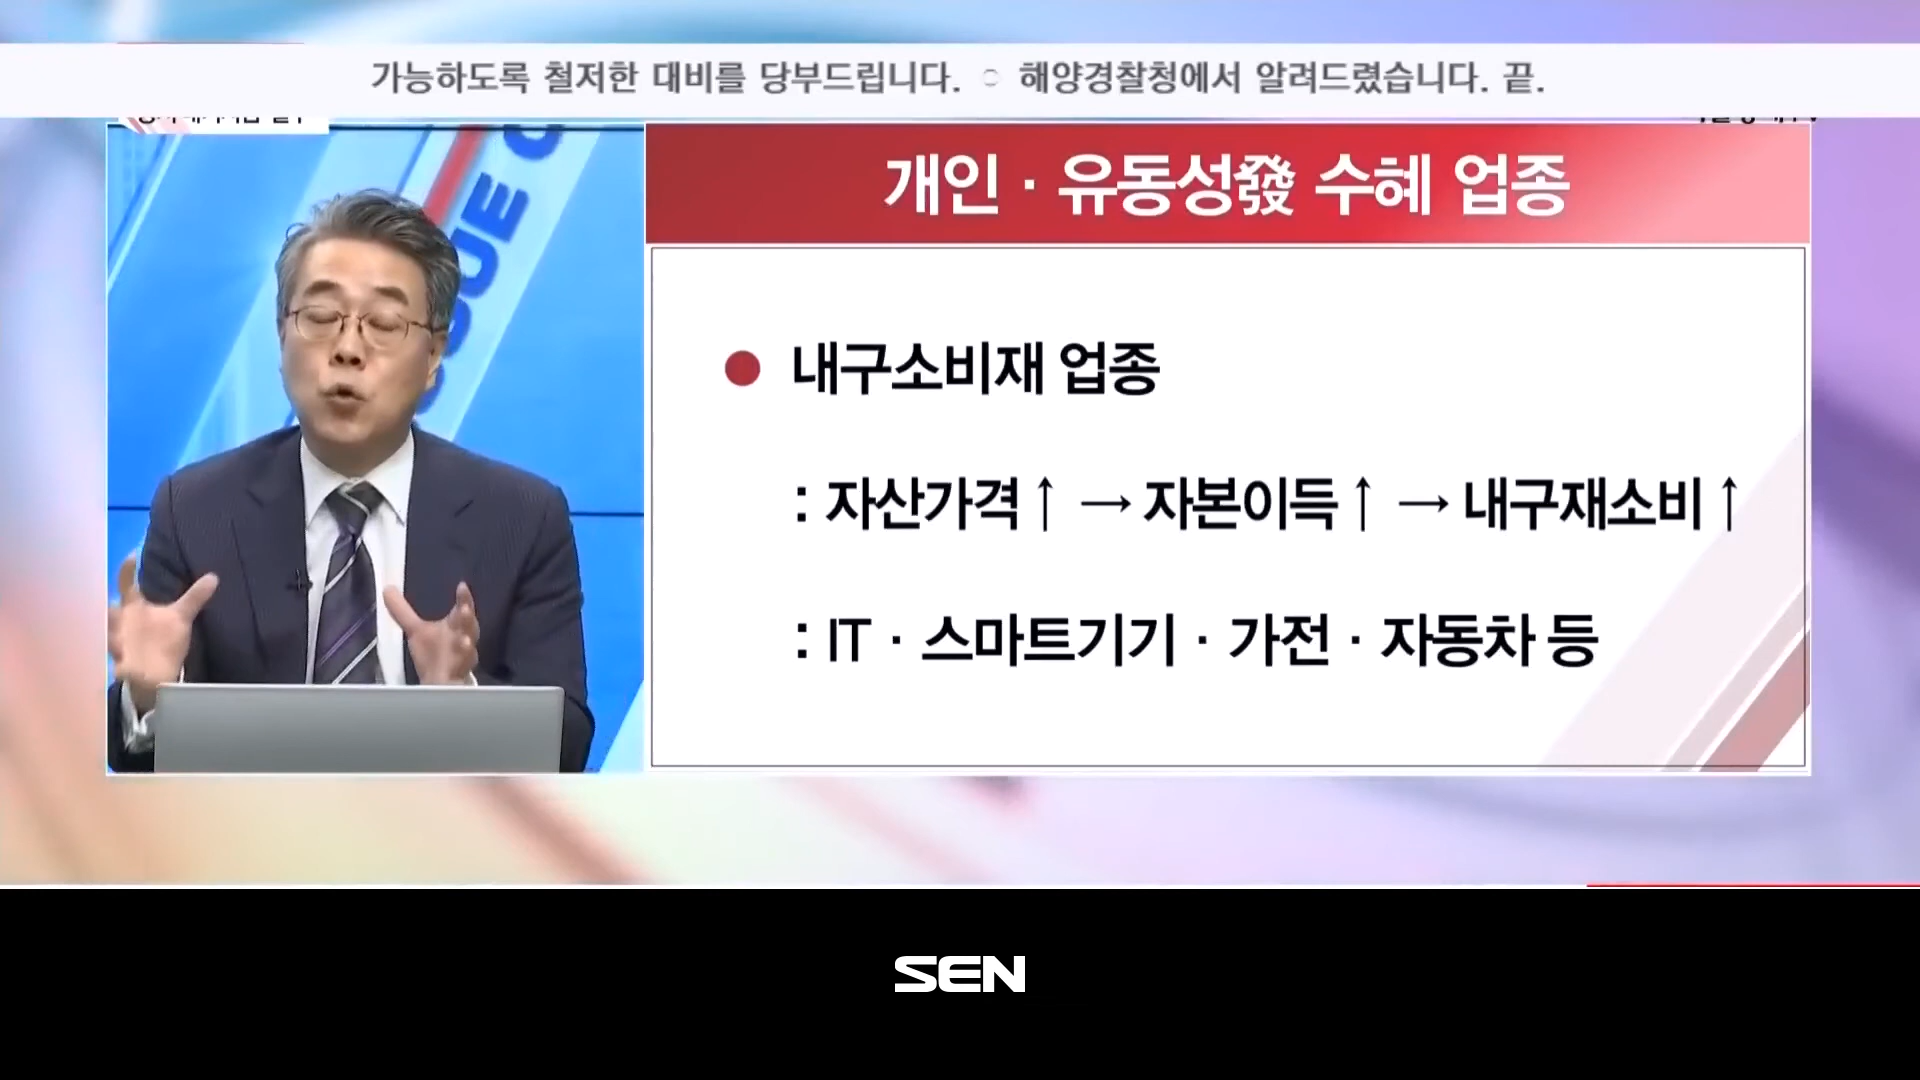 가능하도록 철저한 대비를 당부드립니다. ○ 해양경찰청에서 알려드렸습니다. 끝.
개인 · 유동성發 수혜 업종
● 내구소비재 업종
: 자산가격↑ → 자본이득↑ → 내구재소비↑
: IT · 스마트기기 · 가전 · 자동차 등
SEN